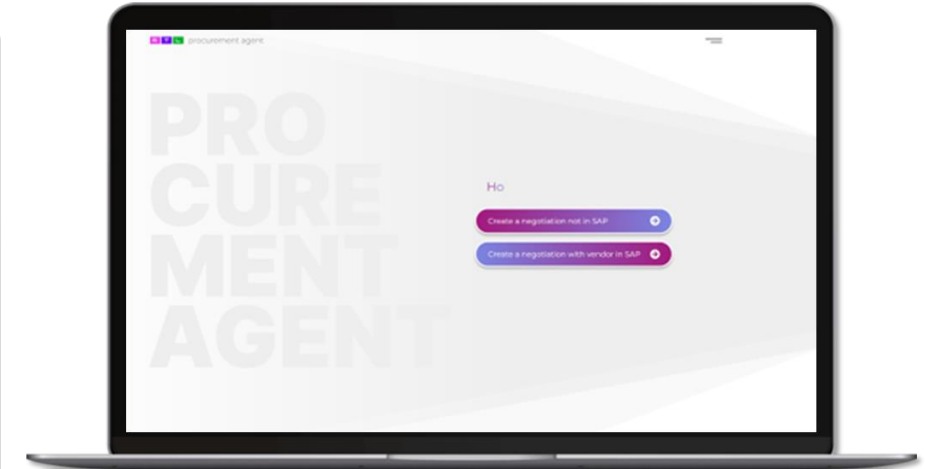 procurement agent
PRO
CURE
MENT
AGENT
Ho
Create a negotiation not in SAP
Create a negotiation with vendor in SAP